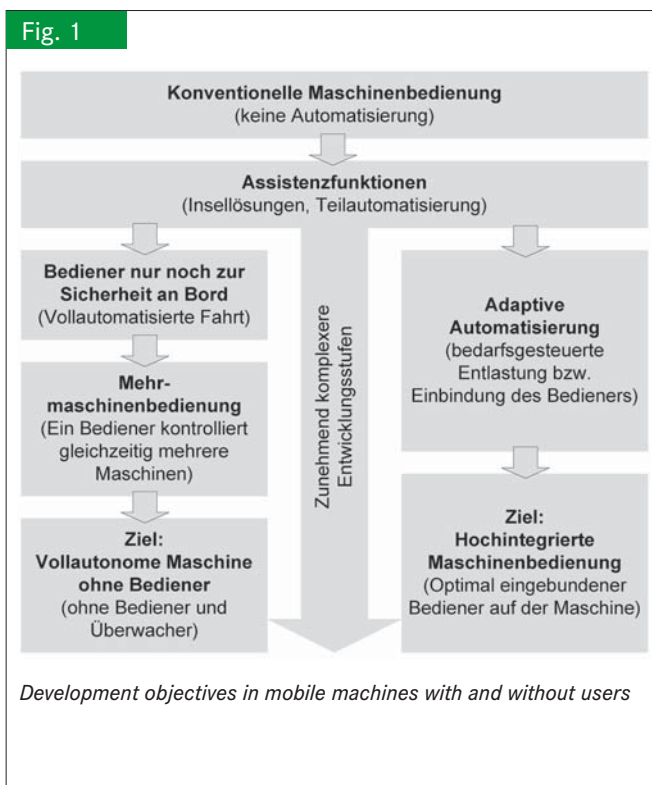 Fig. 1
Konventionelle Maschinenbedienung
(keine Automatisierung)
Assistenzfunktionen
(Insellösungen, Teilautomatisierung)
Bediener nur noch zur
Sicherheit an Bord
(Vollautomatisierte Fahrt)
Mehr-
maschinenbedienung
(Ein Bediener kontrolliert
gleichzeitig mehrere
Maschinen)
Ziel:
Vollautonome Maschine
ohne Bediener
(ohne Bediener und
Überwacher)
Zunehmend komplexere
Entwicklungsstufen
Adaptive
Automatisierung
(bedarfsgesteuerte
Entlastung bzw.
Einbindung des Bedieners)
Ziel:
Hochintegrierte
Maschinenbedienung
(Optimal eingebundener
Bediener auf der Maschine)
Development objectives in mobile machines with and without users